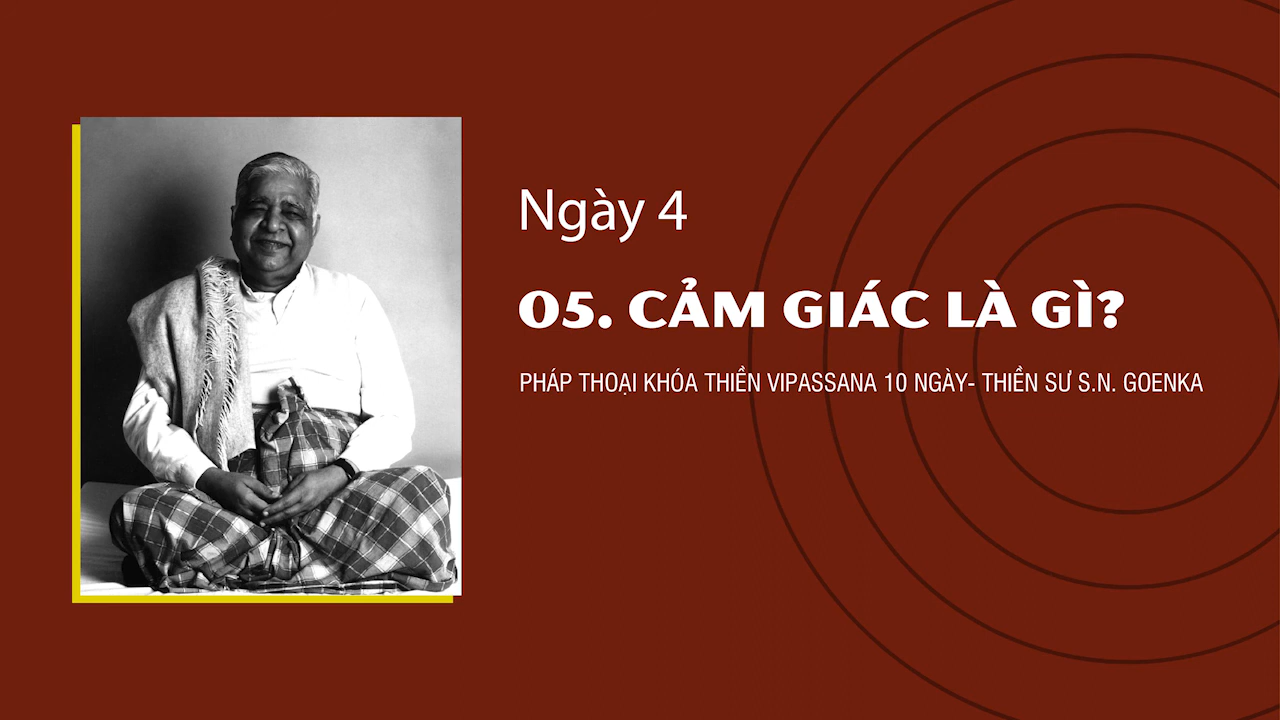 Ngày 4
05. CẢM GIÁC LÀ GÌ?
PHÁP THOẠI KHÓA THIỀN VIPASSANA 10 NGÀY- THIỀN SƯ S.N. GOENKA